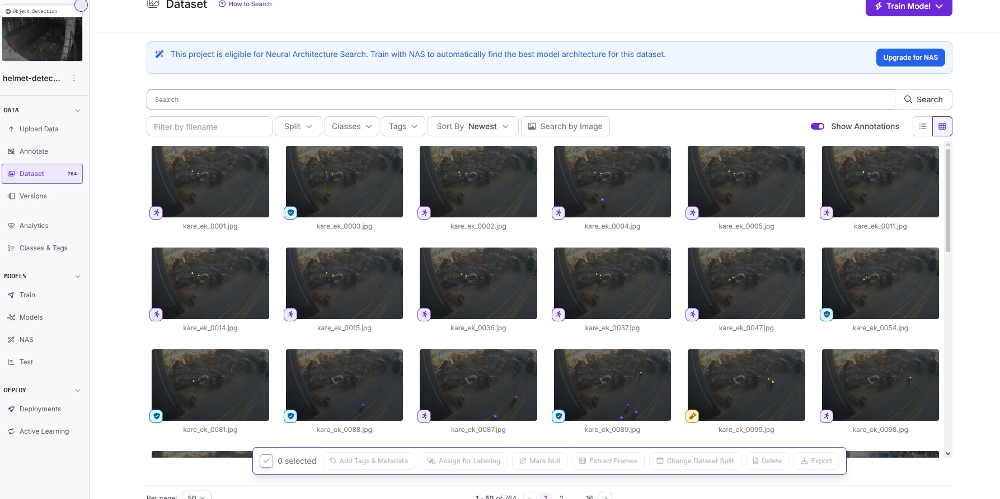 Object Detection
helmet-detec...
DATA
Upload Data
Annotate
Dataset 764
Versions
Analytics
Classes & Tags
MODELS
Train
Models
NAS
Test
DEPLOY
Deployments
Active Learning
Dataset How to Search Train Model
This project is eligible for Neural Architecture Search. Train with NAS to automatically find the best model architecture for this dataset. Upgrade for NAS
Search Search
Filter by filename Split Classes Tags Sort By Newest Search by Image Show Annotations
kare_ek_0001.jpg kare_ek_0003.jpg kare_ek_0002.jpg kare_ek_0004.jpg kare_ek_0005.jpg kare_ek_0011.jpg
kare_ek_0014.jpg kare_ek_0015.jpg kare_ek_0036.jpg kare_ek_0037.jpg kare_ek_0047.jpg kare_ek_0054.jpg
kare_ek_0081.jpg kare_ek_0088.jpg kare_ek_0087.jpg kare_ek_0089.jpg kare_ek_0099.jpg kare_ek_0098.jpg
0 selected Add Tags & Metadata Assign for Labeling Mark Null Extract Frames Change Dataset Split Delete Export
Per page: 50 1 - 50 of 764 1 2 ... 16